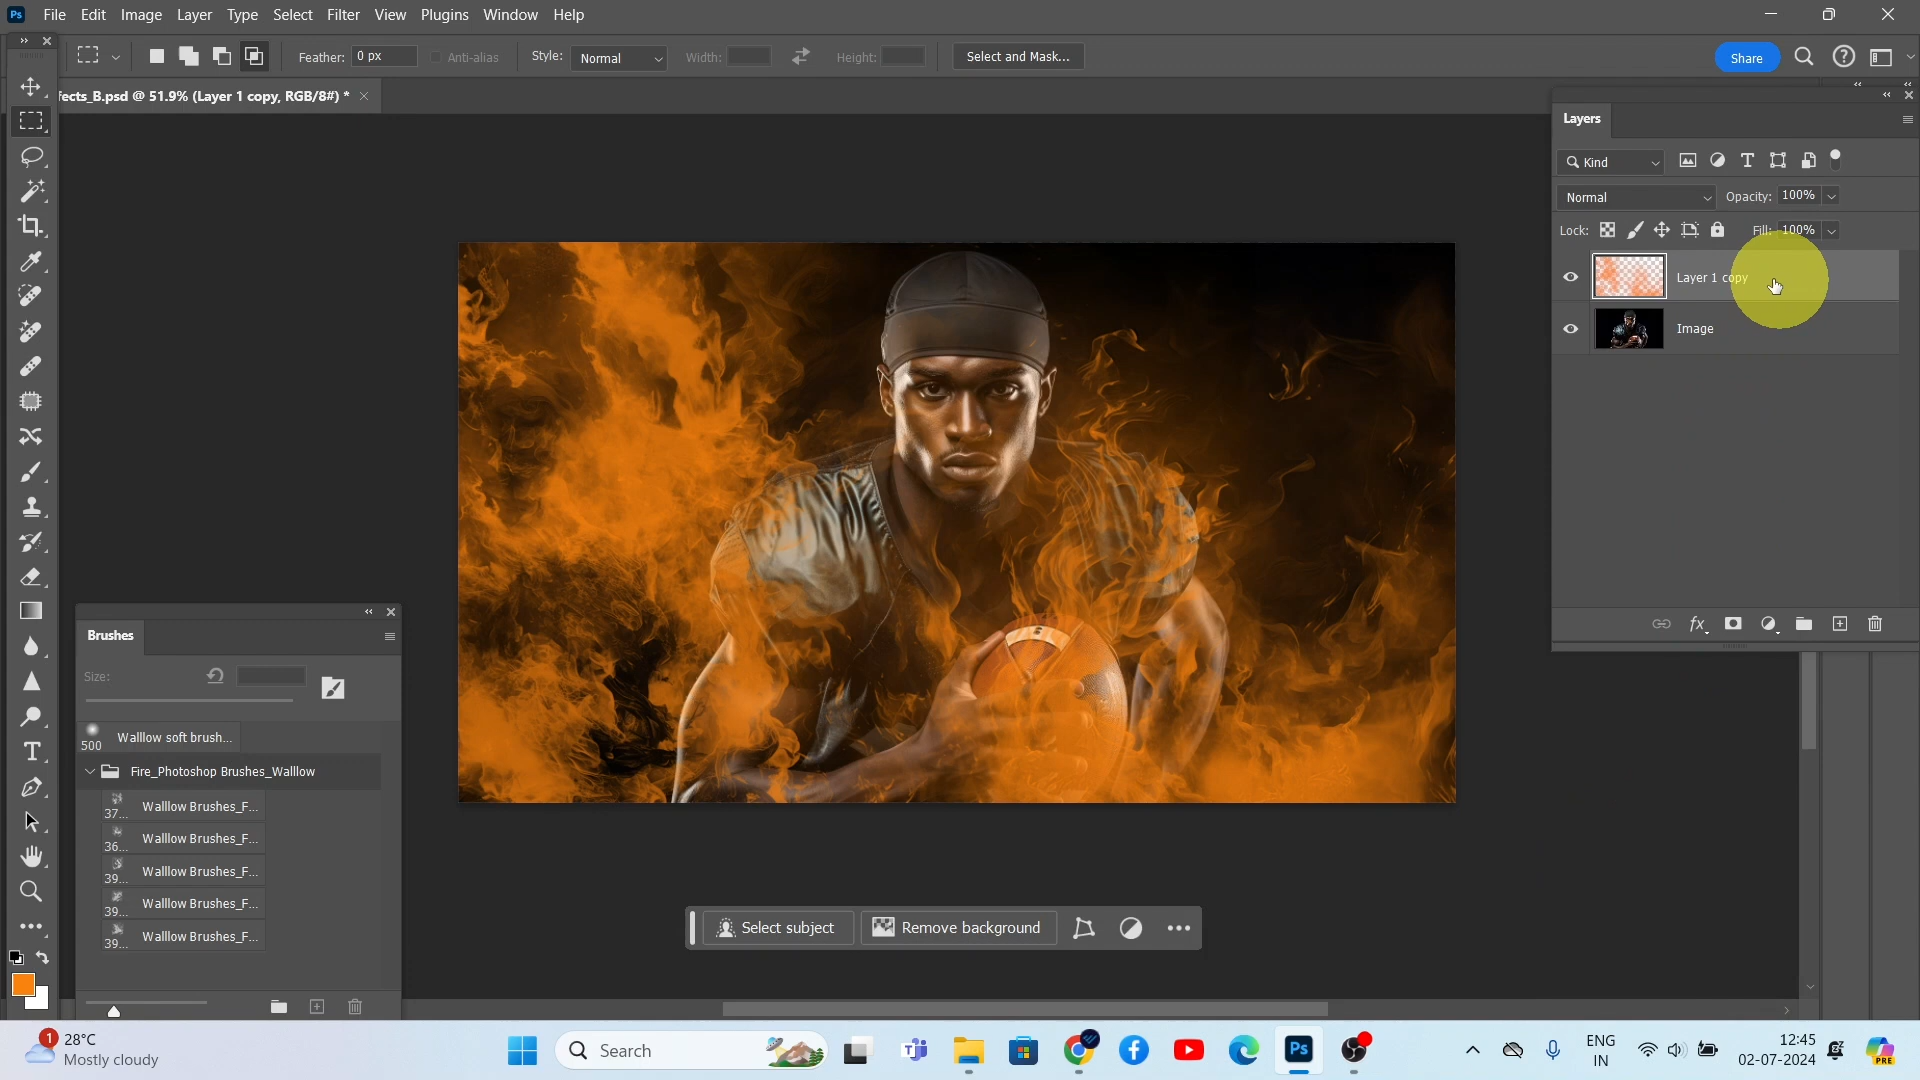 Ps File Edit Image Layer Type Select Filter View Plugins Window Help
Feather: 0 px Anti-alias Style: Normal Width: Height: Select and Mask... Share
fects_B.psd @ 51.9% (Layer 1 copy, RGB/8#) *
Layers
Kind
Normal Opacity: 100%
Lock: Fill: 100%
Layer 1 copy
Image
Brushes
Size:
500 Walllow soft brush...
Fire_Photoshop Brushes_Walllow
37... Walllow Brushes_F...
36... Walllow Brushes_F...
39... Walllow Brushes_F...
39... Walllow Brushes_F...
39... Walllow Brushes_F...
Select subject Remove background
1 28°C
Mostly cloudy
Search
Ps
ENG
IN
12:45
02-07-2024
PRE